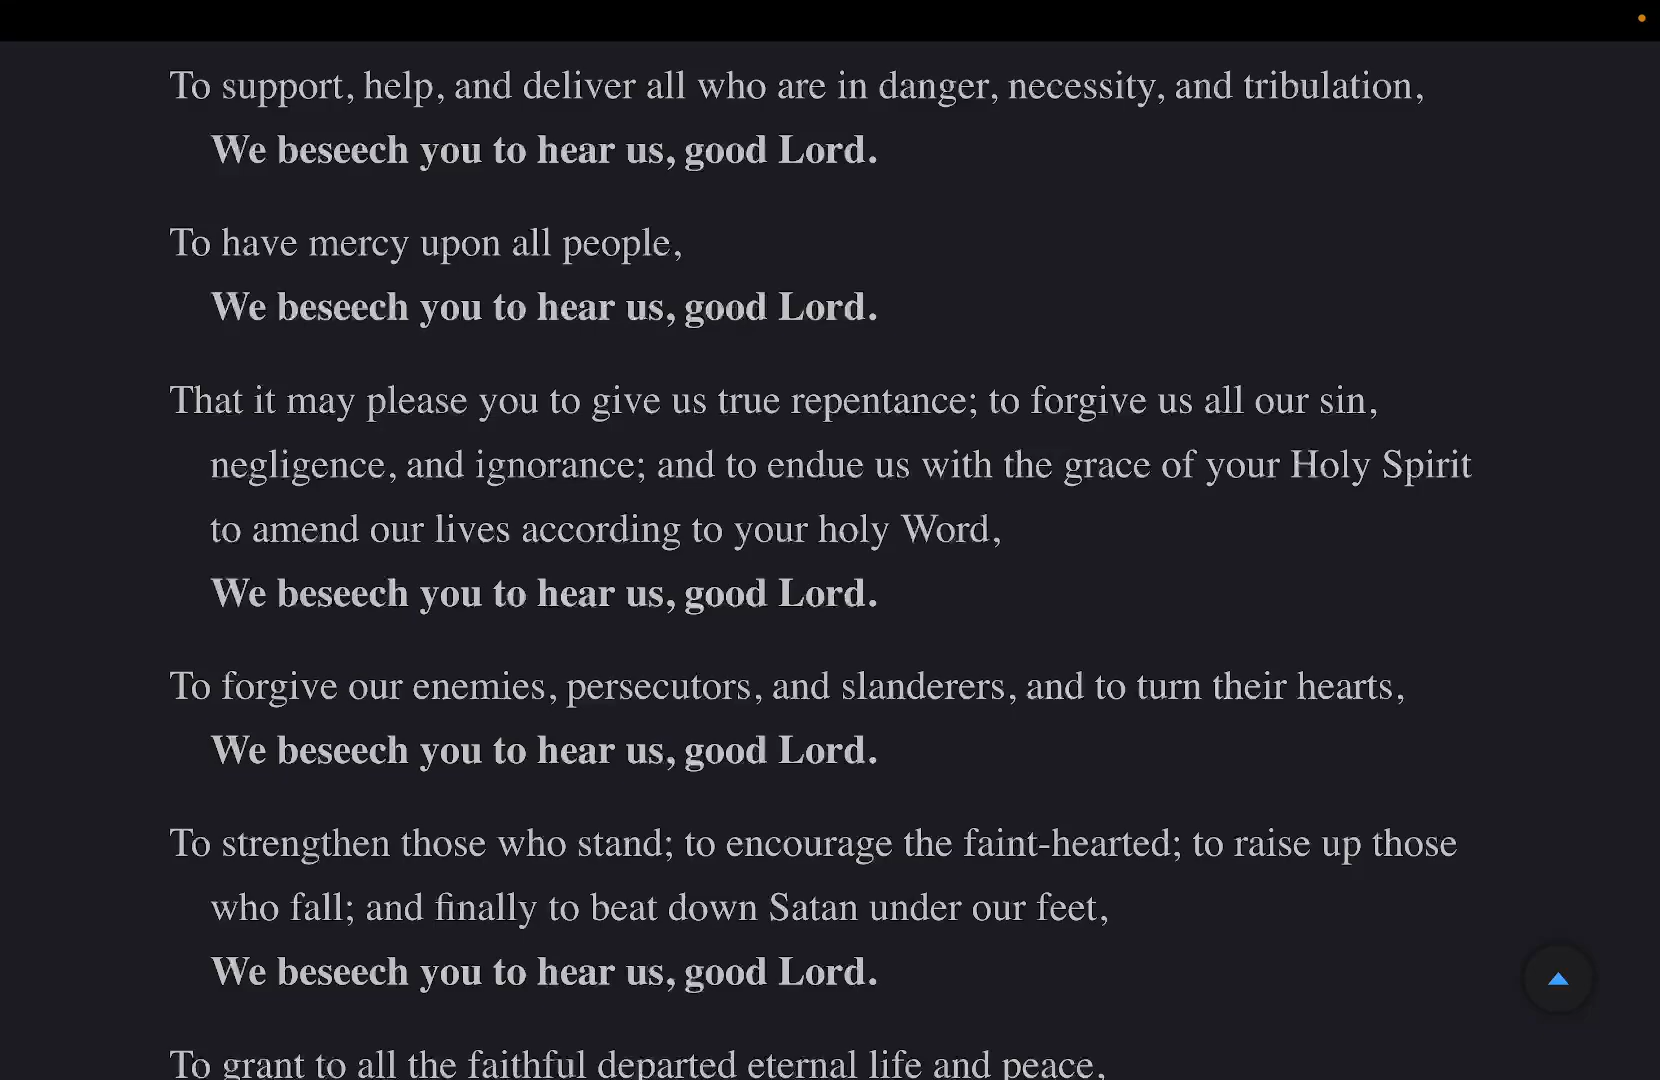 To support, help, and deliver all who are in danger, necessity, and tribulation,
We beseech you to hear us, good Lord.
To have mercy upon all people,
We beseech you to hear us, good Lord.
That it may please you to give us true repentance; to forgive us all our sin,
negligence, and ignorance; and to endue us with the grace of your Holy Spirit
to amend our lives according to your holy Word,
We beseech you to hear us, good Lord.
To forgive our enemies, persecutors, and slanderers, and to turn their hearts,
We beseech you to hear us, good Lord.
To strengthen those who stand; to encourage the faint-hearted; to raise up those
who fall; and finally to beat down Satan under our feet,
We beseech you to hear us, good Lord.
To grant to all the faithful departed eternal life and peace,